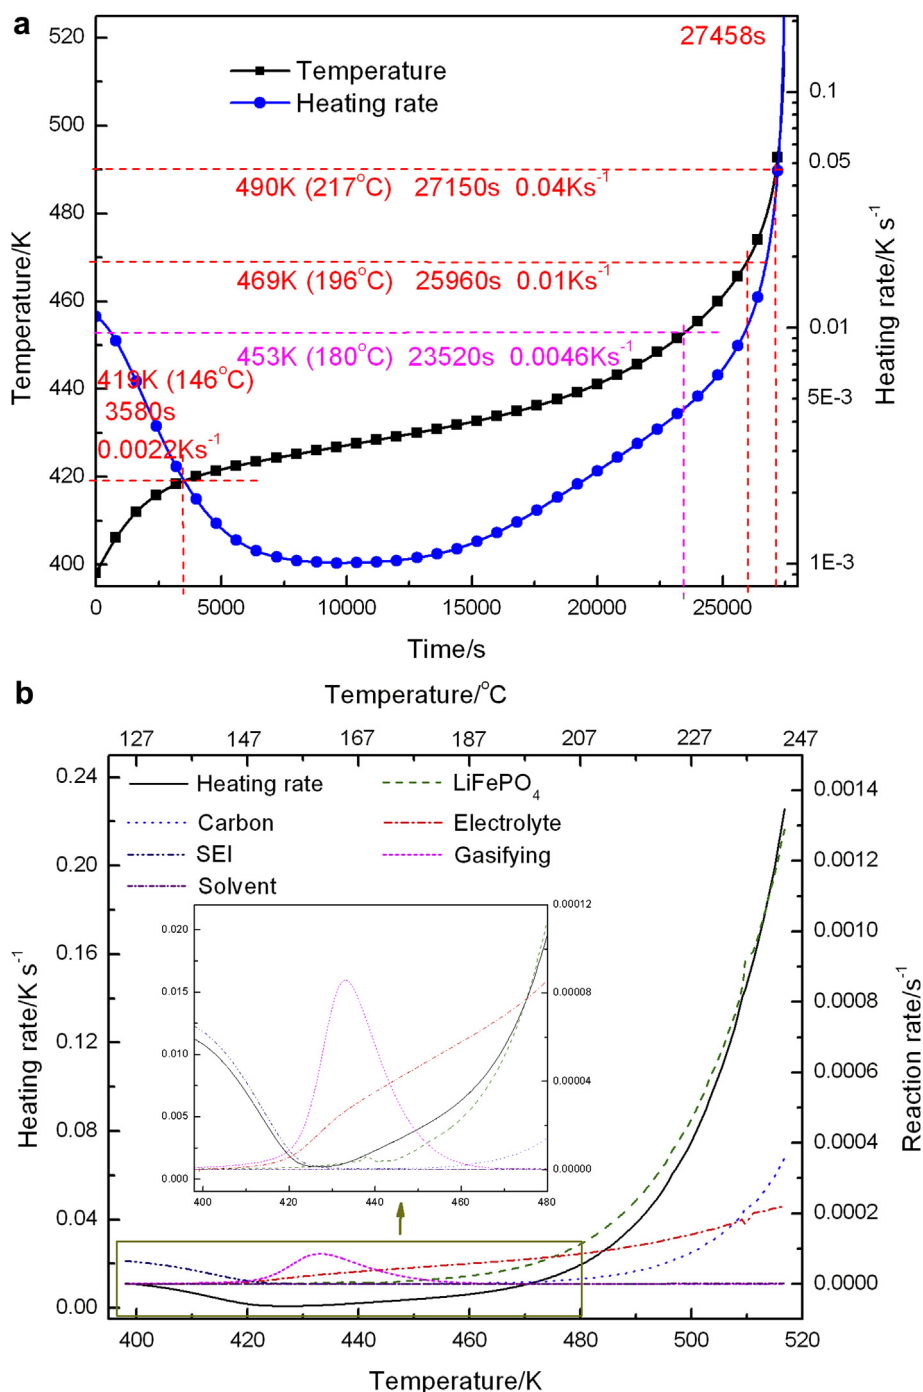 a
520
500
480
460
440
420
400
Temperature/K
Temperature
Heating rate
27458s
490K (217°C) 27150s 0.04Ks⁻¹
469K (196°C) 25960s 0.01Ks⁻¹
453K (180°C) 23520s 0.0046Ks⁻¹
419K (146°C)
3580s
0.0022Ks⁻¹
0.1
0.05
0.01
5E-3
1E-3
Heating rate/K s⁻¹
0 5000 10000 15000 20000 25000
Time/s
b
Temperature/°C
127 147 167 187 207 227 247
0.24
0.20
0.16
0.12
0.08
0.04
0.00
Heating rate/K s⁻¹
Heating rate
LiFePO₄
Carbon
Electrolyte
SEI
Gasifying
Solvent
0.020
0.015
0.010
0.005
0.000
0.00012
0.00008
0.00004
0.00000
400 420 440 460 480
0.0014
0.0012
0.0010
0.0008
0.0006
0.0004
0.0002
0.0000
Reaction rate/s⁻¹
400 420 440 460 480 500 520
Temperature/K